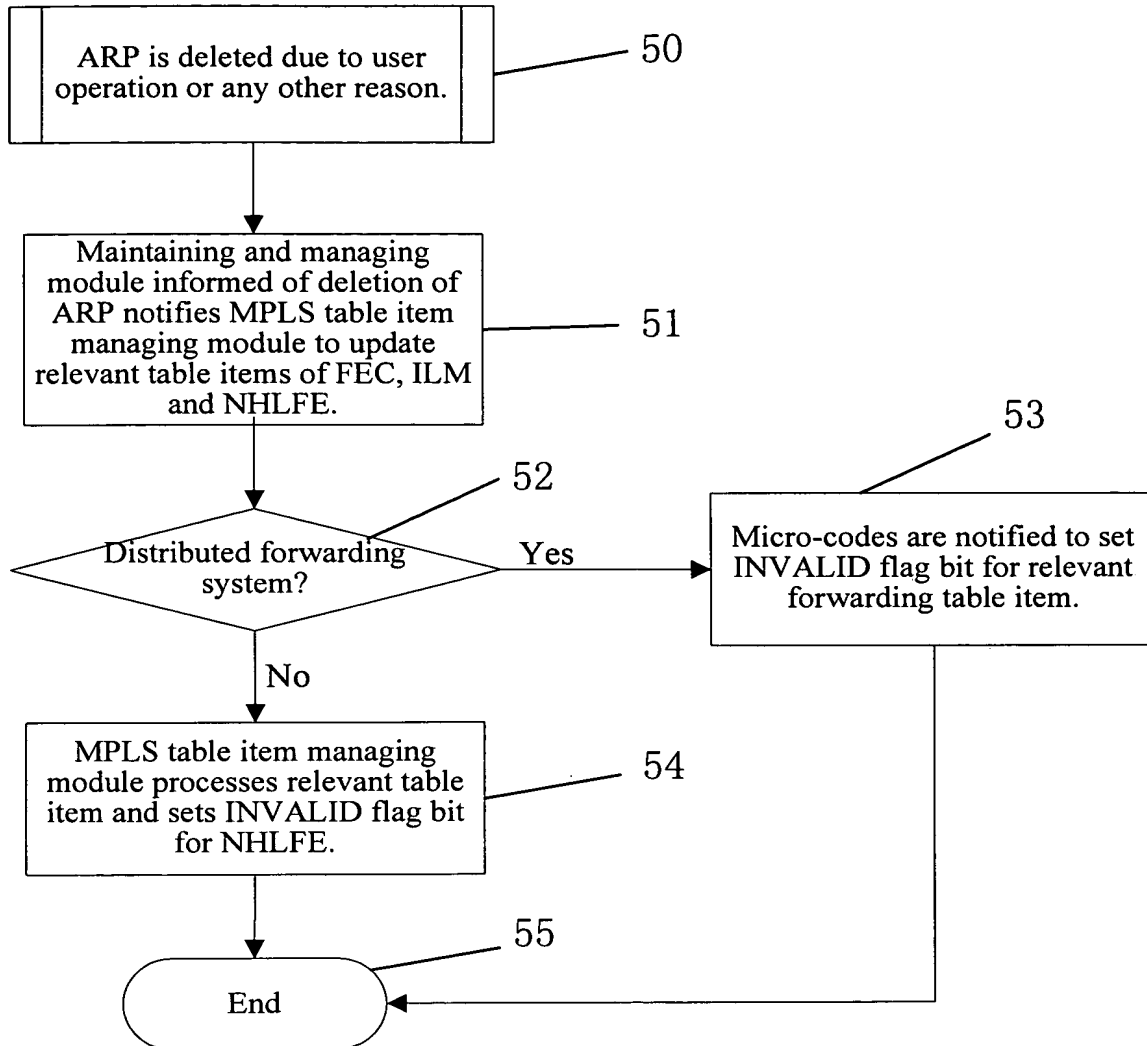 ARP is deleted due to user
operation or any other reason.
50
Maintaining and managing
module informed of deletion of
ARP notifies MPLS table item
managing module to update
relevant table items of FEC, ILM
and NHLFE.
51
52
Distributed forwarding
system?
Yes
53
Micro-codes are notified to set
INVALID flag bit for relevant
forwarding table item.
No
MPLS table item managing
module processes relevant table
item and sets INVALID flag bit
for NHLFE.
54
55
End